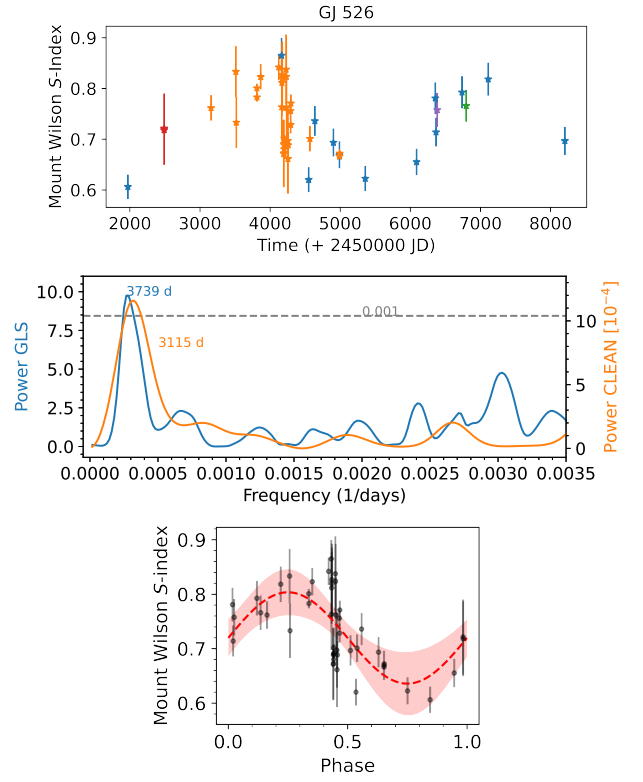 GJ 526
Mount Wilson S-Index
0.9
0.8
0.7
0.6
2000 3000 4000 5000 6000 7000 8000
Time (+ 2450000 JD)
Power GLS
10.0
7.5
5.0
2.5
0.0
3739 d
3115 d
0.001
10
5
0
Power CLEAN [10⁻⁴]
0.0000 0.0005 0.0010 0.0015 0.0020 0.0025 0.0030 0.0035
Frequency (1/days)
Mount Wilson S-index
0.9
0.8
0.7
0.6
0.0 0.5 1.0
Phase